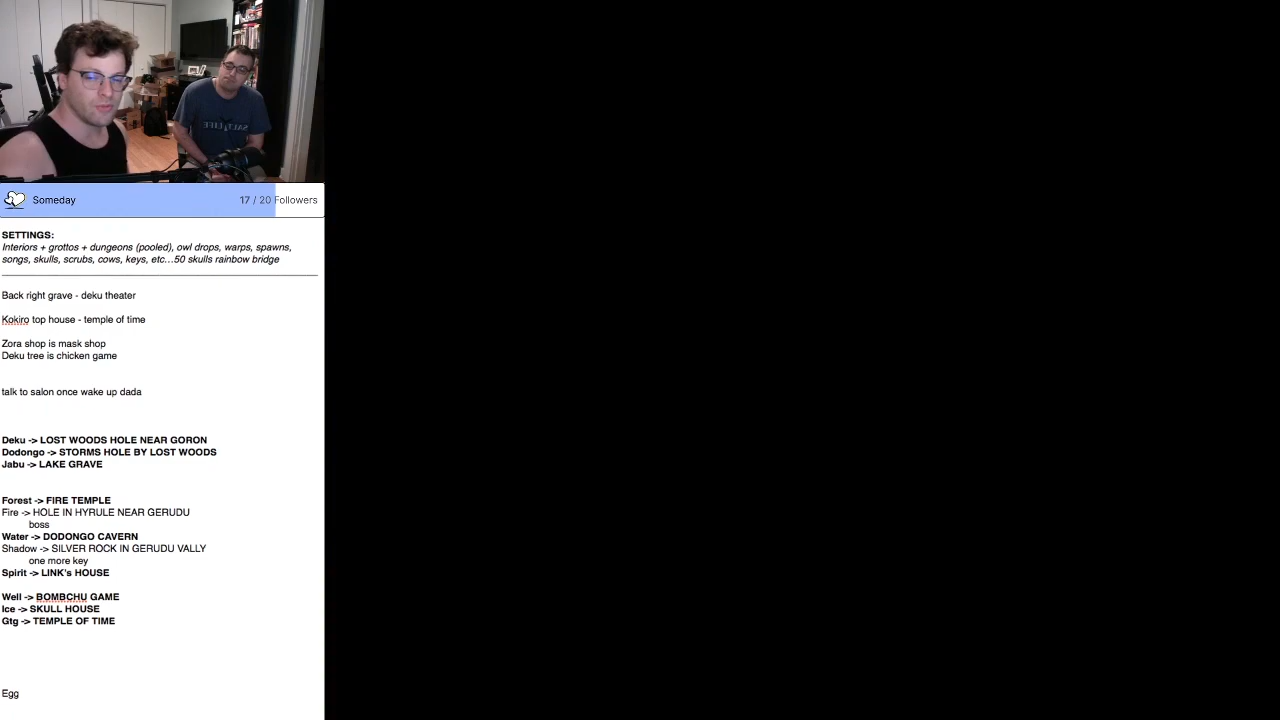 SALT LIFE
Someday
17 / 20 Followers
SETTINGS:
Interiors + grottos + dungeons (pooled), owl drops, warps, spawns,
songs, skulls, scrubs, cows, keys, etc...50 skulls rainbow bridge
Back right grave - deku theater
Kokiro top house - temple of time
Zora shop is mask shop
Deku tree is chicken game
talk to salon once wake up dada
Deku -> LOST WOODS HOLE NEAR GORON
Dodongo -> STORMS HOLE BY LOST WOODS
Jabu -> LAKE GRAVE
Forest -> FIRE TEMPLE
Fire -> HOLE IN HYRULE NEAR GERUDU
boss
Water -> DODONGO CAVERN
Shadow -> SILVER ROCK IN GERUDU VALLY
one more key
Spirit -> LINK's HOUSE
Well -> BOMBCHU GAME
Ice -> SKULL HOUSE
Gtg -> TEMPLE OF TIME
Egg